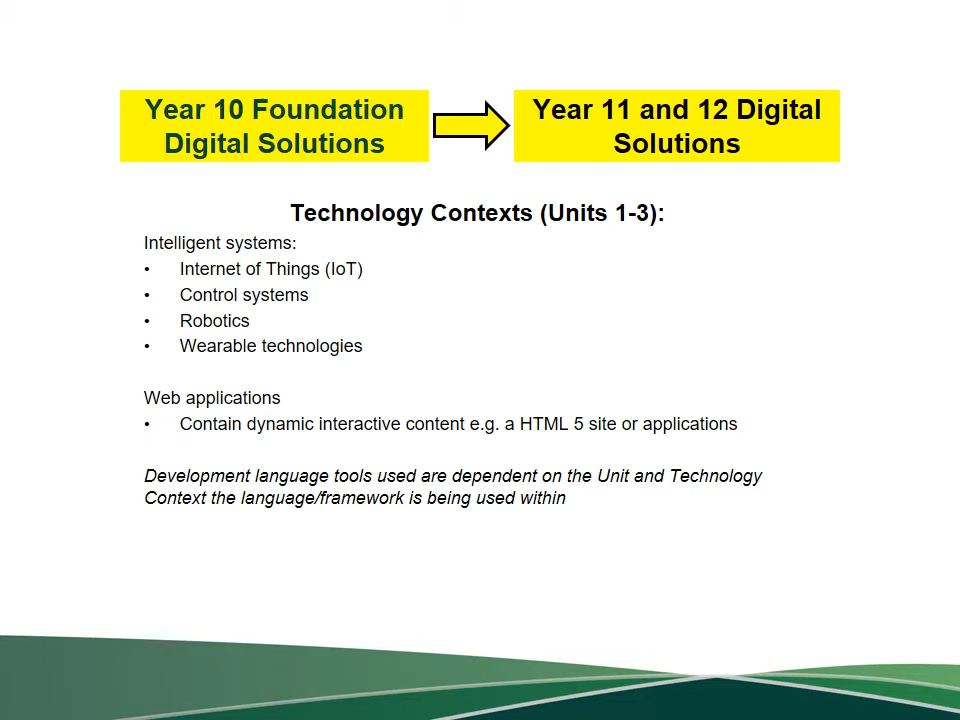 Year 10 Foundation
Digital Solutions
Year 11 and 12 Digital
Solutions
Technology Contexts (Units 1-3):
Intelligent systems:
• Internet of Things (IoT)
• Control systems
• Robotics
• Wearable technologies
Web applications
• Contain dynamic interactive content e.g. a HTML 5 site or applications
Development language tools used are dependent on the Unit and Technology
Context the language/framework is being used within